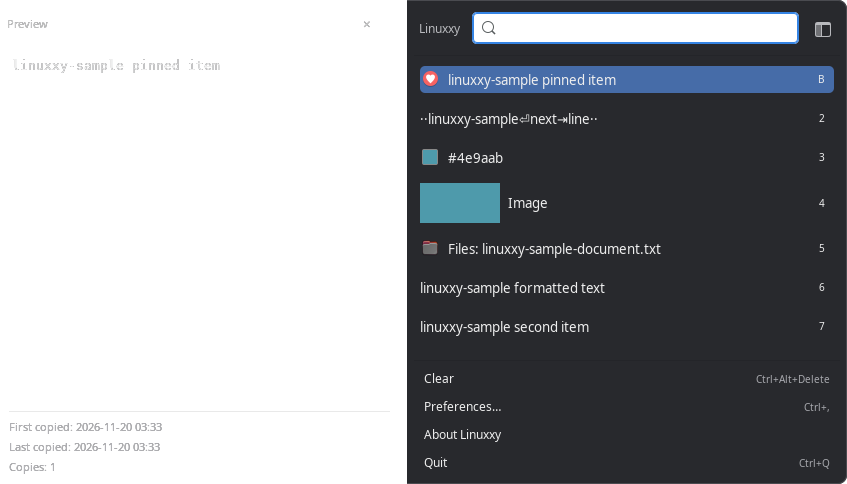 Preview
×
linuxxy-sample pinned item
First copied: 2026-11-20 03:33
Last copied: 2026-11-20 03:33
Copies: 1
Linuxxy
linuxxy-sample pinned item B
··linuxxy-sample⏎next⇥line·· 2
#4e9aab 3
Image 4
Files: linuxxy-sample-document.txt 5
linuxxy-sample formatted text 6
linuxxy-sample second item 7
Clear Ctrl+Alt+Delete
Preferences... Ctrl+,
About Linuxxy
Quit Ctrl+Q